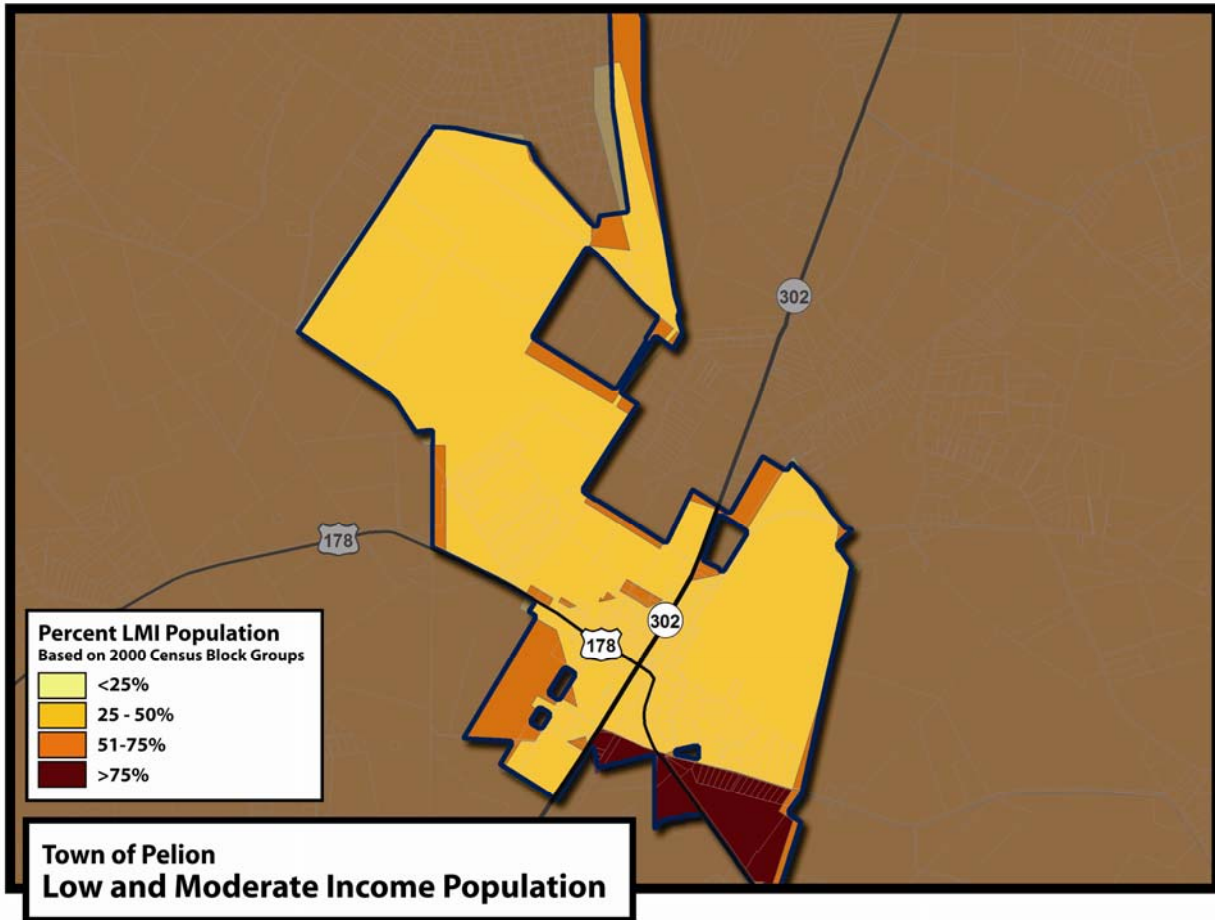 302
178
302
178
Percent LMI Population
Based on 2000 Census Block Groups
<25%
25 - 50%
51-75%
>75%
Town of Pelion
Low and Moderate Income Population